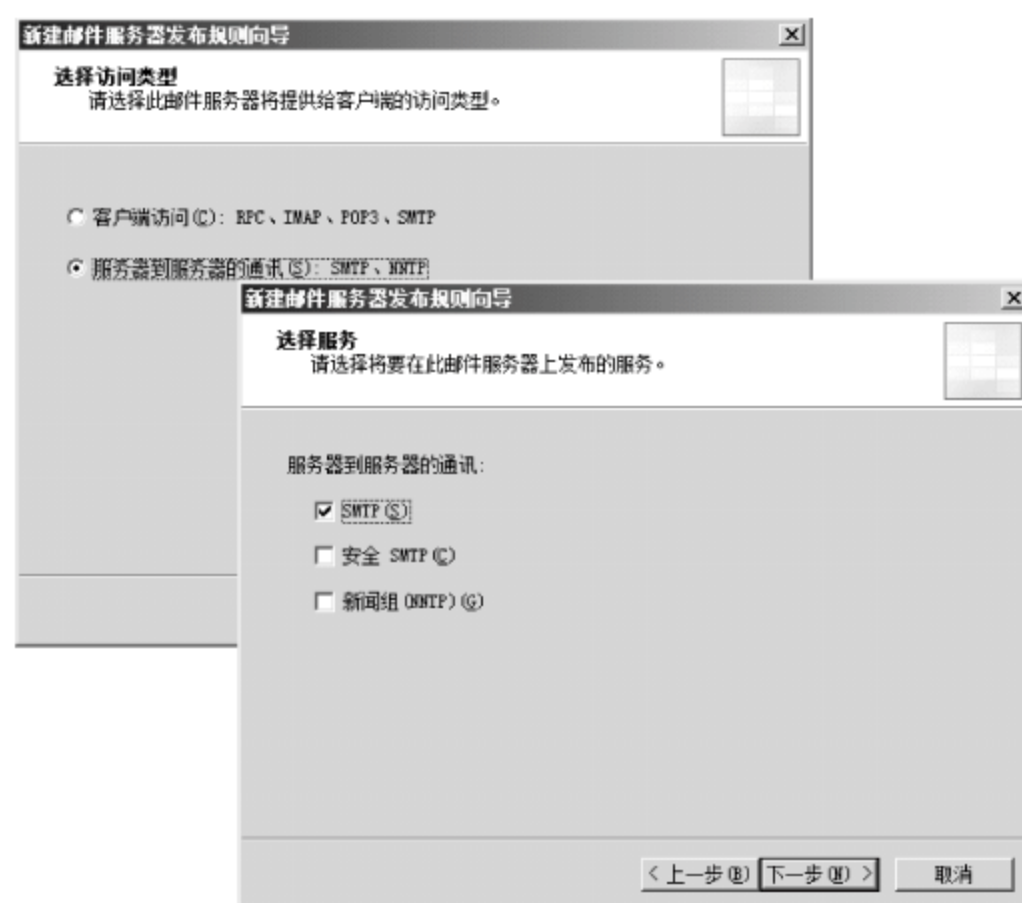 新建邮件服务器发布规则向导
选择访问类型
请选择此邮件服务器将提供给客户端的访问类型。
客户端访问(C): RPC、IMAP、POP3、SMTP
服务器到服务器的通讯(S): SMTP、NNTP
新建邮件服务器发布规则向导
选择服务
请选择将要在此邮件服务器上发布的服务。
服务器到服务器的通讯:
SMTP(S)
安全 SMTP(C)
新闻组(NNTP)(G)
<上一步(B) 下一步(N)> 取消